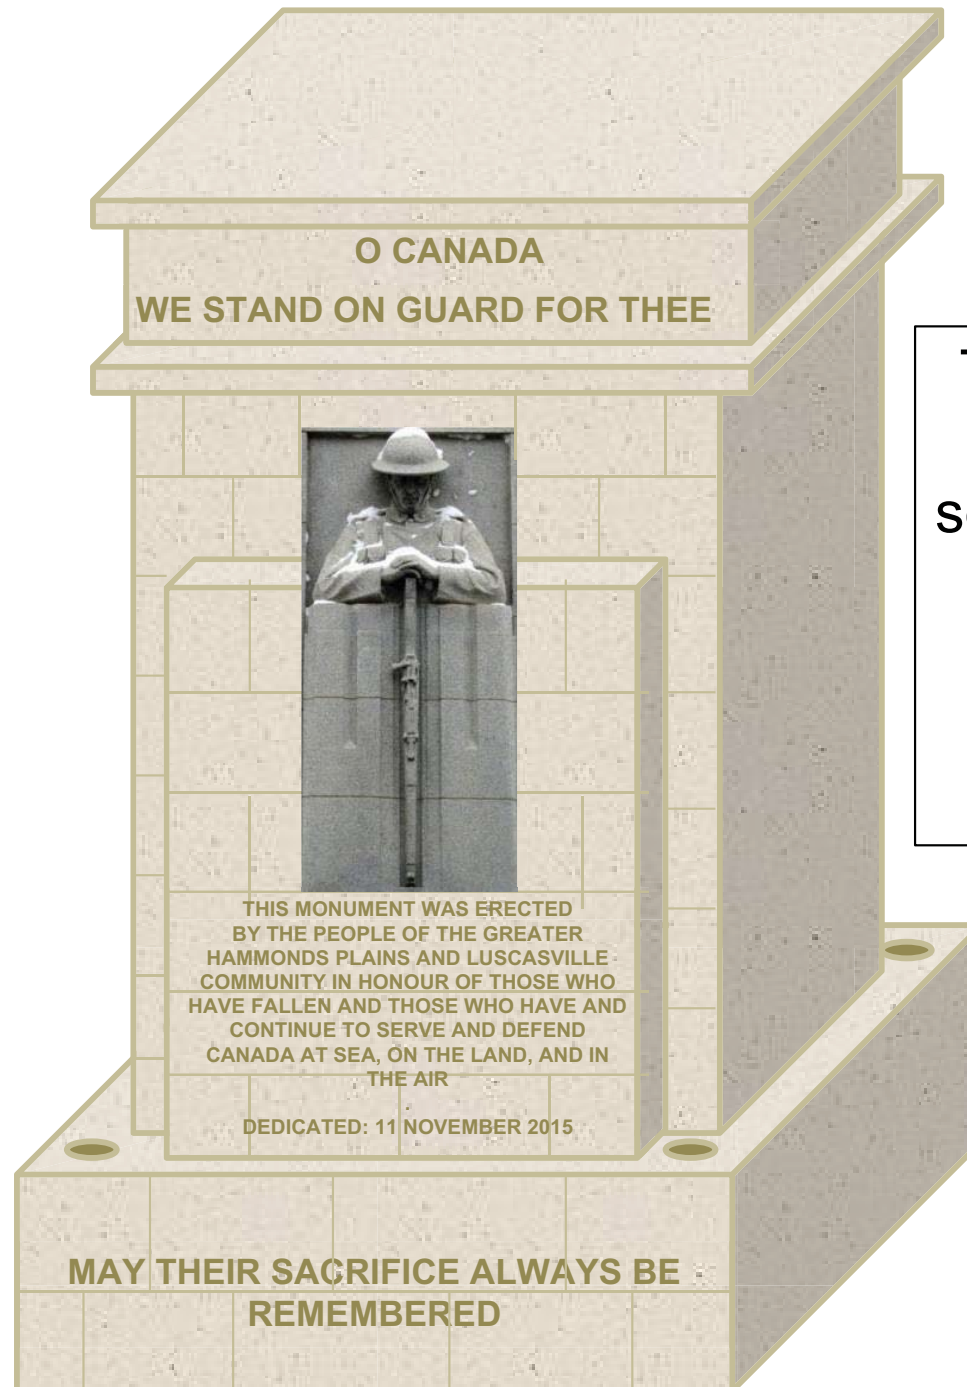 O CANADA
WE STAND ON GUARD FOR THEE
THIS MONUMENT WAS ERECTED
BY THE PEOPLE OF THE GREATER
HAMMONDS PLAINS AND LUSCASVILLE
COMMUNITY IN HONOUR OF THOSE WHO
HAVE FALLEN AND THOSE WHO HAVE AND
CONTINUE TO SERVE AND DEFEND
CANADA AT SEA, ON THE LAND, AND IN
THE AIR
DEDICATED: 11 NOVEMBER 2015
MAY THEIR SACRIFICE ALWAYS BE
REMEMBERED